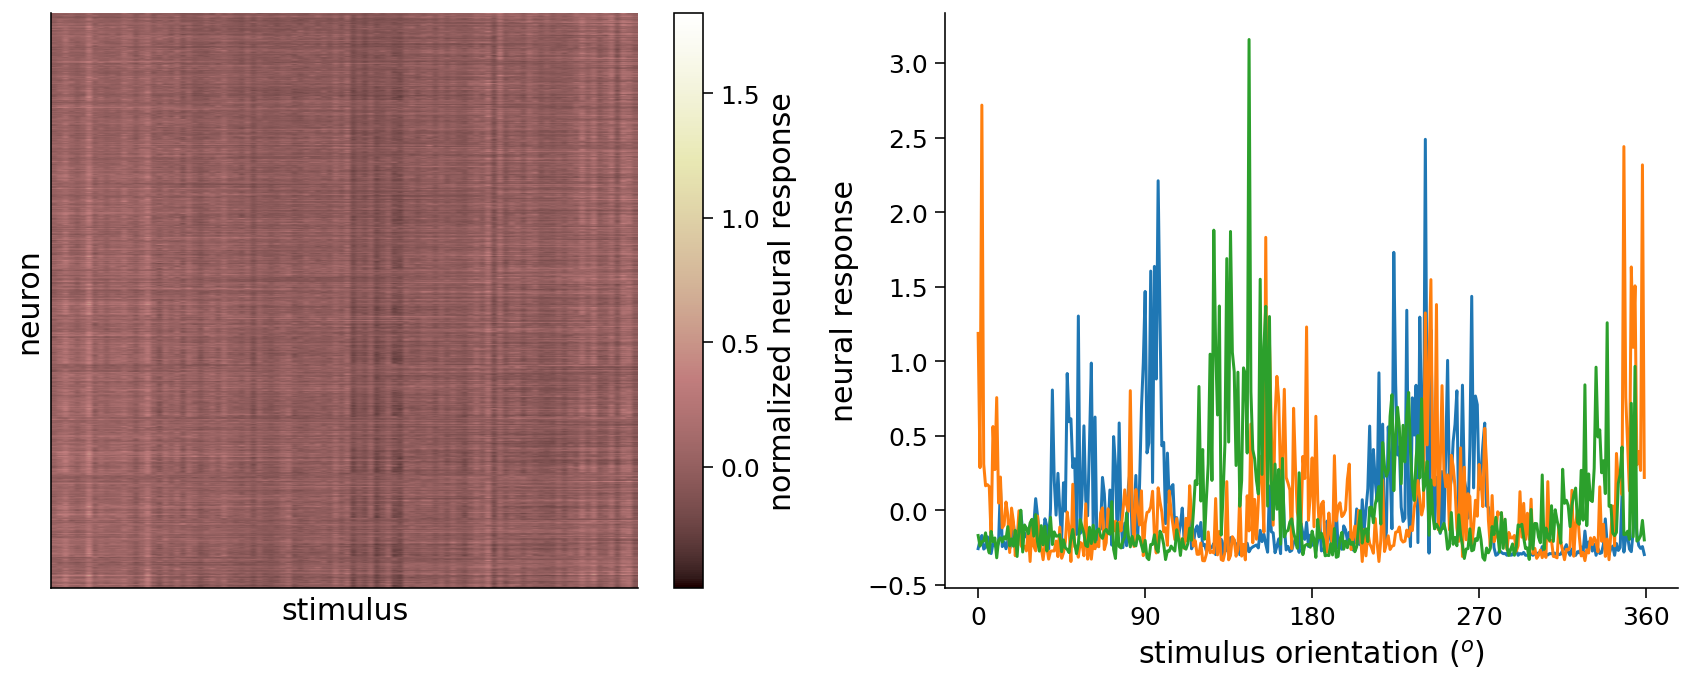 neuron
stimulus
1.5
1.0
0.5
0.0
normalized neural response
neural response
3.0
2.5
2.0
1.5
1.0
0.5
0.0
−0.5
0 90 180 270 360
stimulus orientation (o)